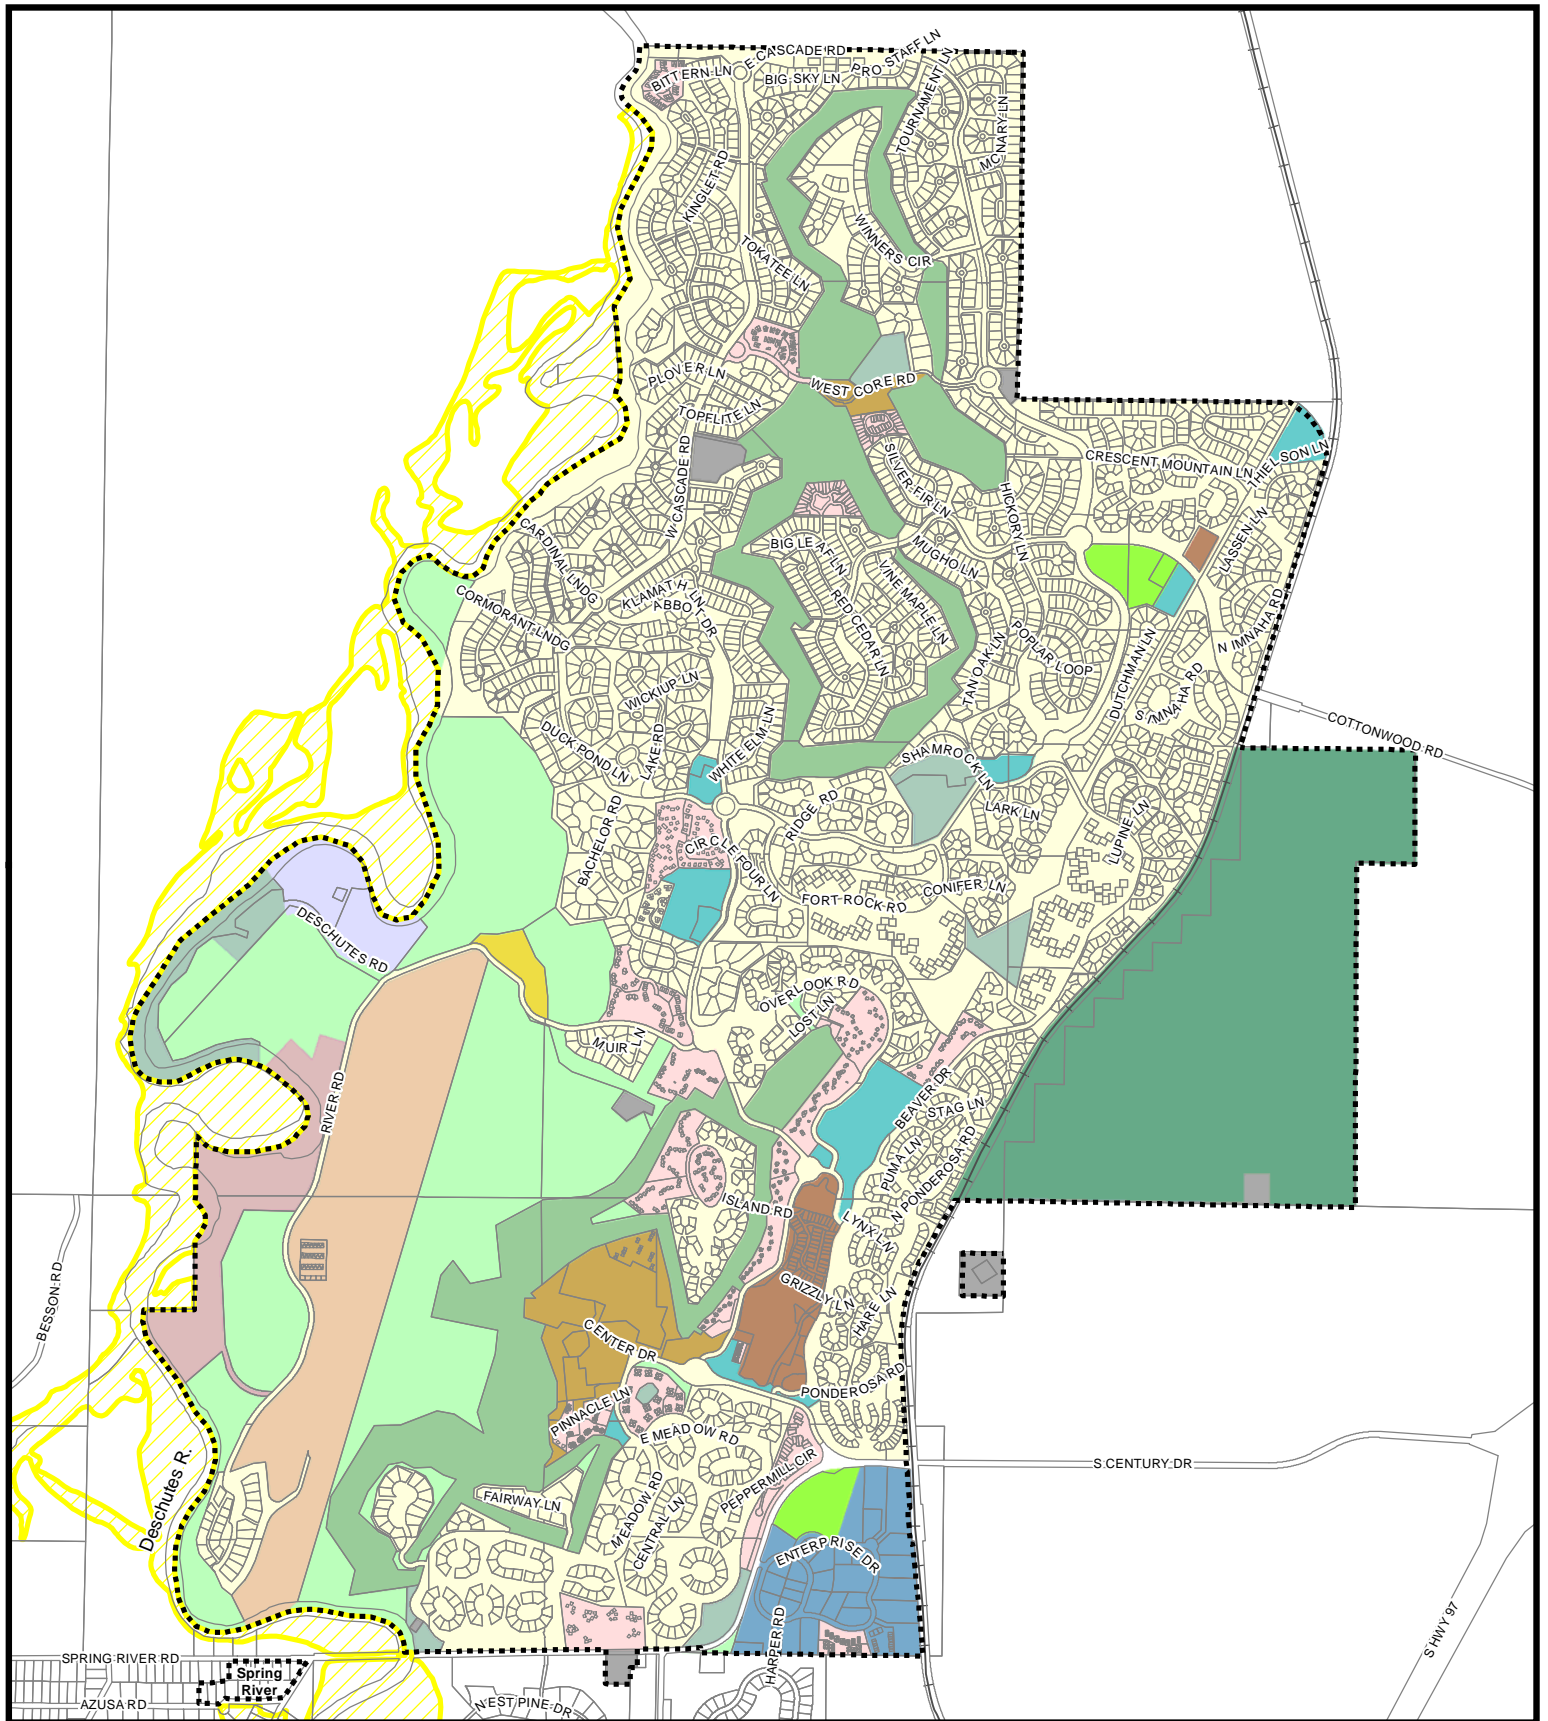 E CASCADE RD
PRO STAFF LN
BITTERN LN
BIG SKY LN
TOURNAMENT LN
MC NARY LN
KINGLET RD
WINNERS CIR
TOKATEE LN
PLOVER LN
WEST CORE RD
TOPFLITE LN
W CASCADE RD
SILVER FIR LN
CRESCENT MOUNTAIN LN
THIELSON LN
HICKORY LN
LASSEN LN
CARDINAL LNDG
BIG LEAF LN
MUGHO LN
VINE MAPLE LN
KLAMATH LN
ABBOT DR
CORMORANT LNDG
RED CEDAR LN
POPLAR LOOP
TAN OAK LN
DUTCHMAN LN
N IMNAHA RD
S IMNAHA RD
WICKIUP LN
DUCK POND LN
LAKE RD
WHITE ELM LN
SHAMROCK LN
COTTONWOOD RD
BACHELOR RD
RIDGE RD
LARK LN
LUPINE LN
CIRCLE FOUR LN
FORT ROCK RD
CONIFER LN
DESCHUTES RD
OVERLOOK RD
LOST LN
MUIR LN
RIVER RD
BEAVER DR
STAG LN
PUMA LN
N PONDEROSA RD
ISLAND RD
LYNX LN
BESSON RD
GRIZZLY LN
HARE LN
CENTER DR
PONDEROSA RD
PINNACLE LN
E MEADOW RD
PEPPERMILL CIR
S CENTURY DR
Deschutes R.
FAIRWAY LN
MEADOW RD
CENTRAL LN
ENTERPRISE DR
HARPER RD
S HWY 97
SPRING RIVER RD
Spring
River
AZUSA RD
N EST PINE DR